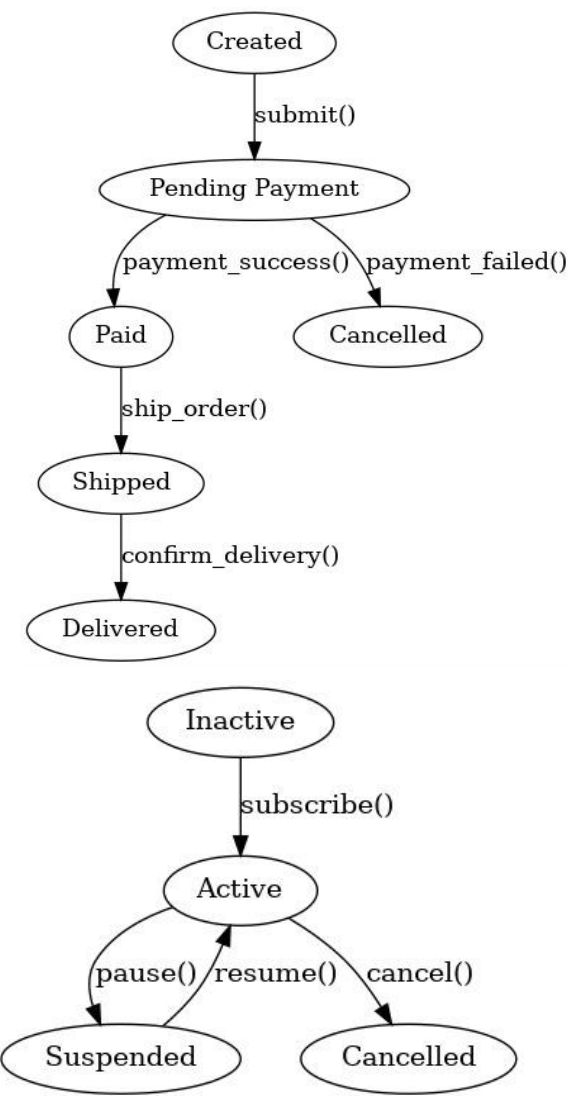 Created
submit()
Pending Payment
payment_success() payment_failed()
Paid Cancelled
ship_order()
Shipped
confirm_delivery()
Delivered
Inactive
subscribe()
Active
pause() resume() cancel()
Suspended Cancelled